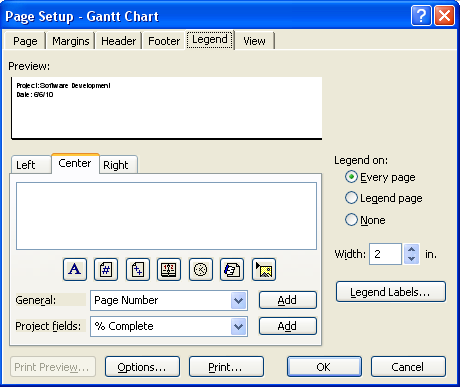 Page Setup - Gantt Chart
Page Margins Header Footer Legend View
Preview:
Project: Software Development
Date: 6/6/10
Left Center Right
Legend on:
Every page
Legend page
None
Width: 2 in.
Legend Labels...
A # +
General: Page Number Add
Project fields: % Complete Add
Print Preview... Options... Print... OK Cancel